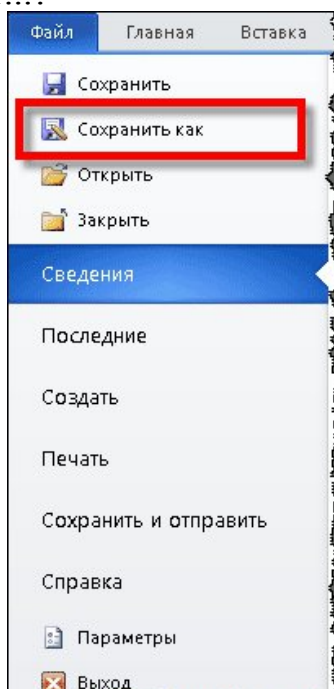 ....
Файл Главная Вставка
Сохранить
Сохранить как
Открыть
Закрыть
Сведения
Последние
Создать
Печать
Сохранить и отправить
Справка
Параметры
Выход